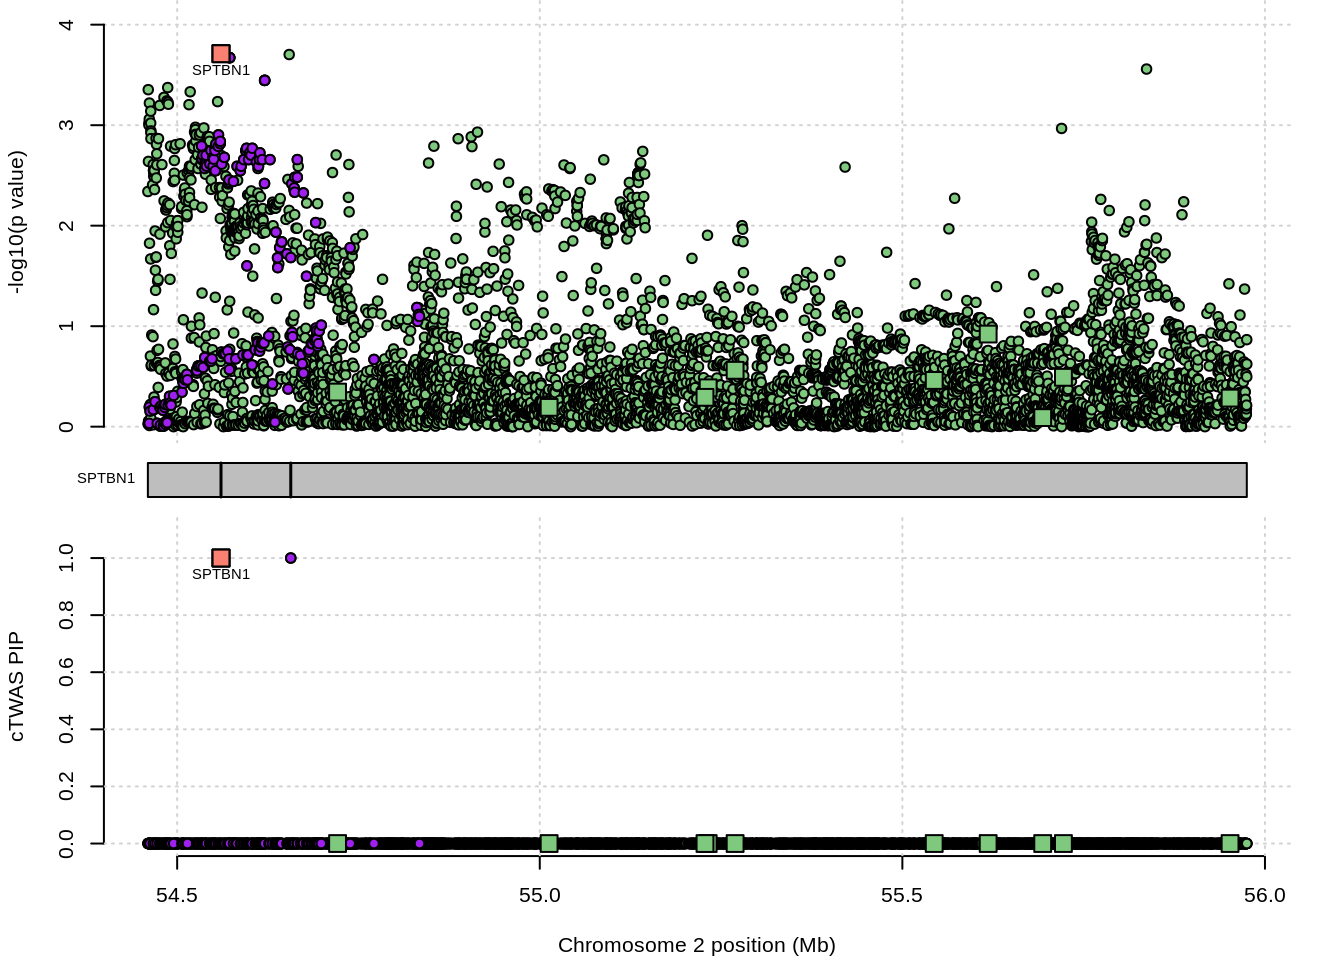 -log10(p value)
4
3
2
1
0
SPTBN1
SPTBN1
cTWAS PIP
1.0
0.8
0.6
0.4
0.2
0.0
SPTBN1
54.5 55.0 55.5 56.0
Chromosome 2 position (Mb)